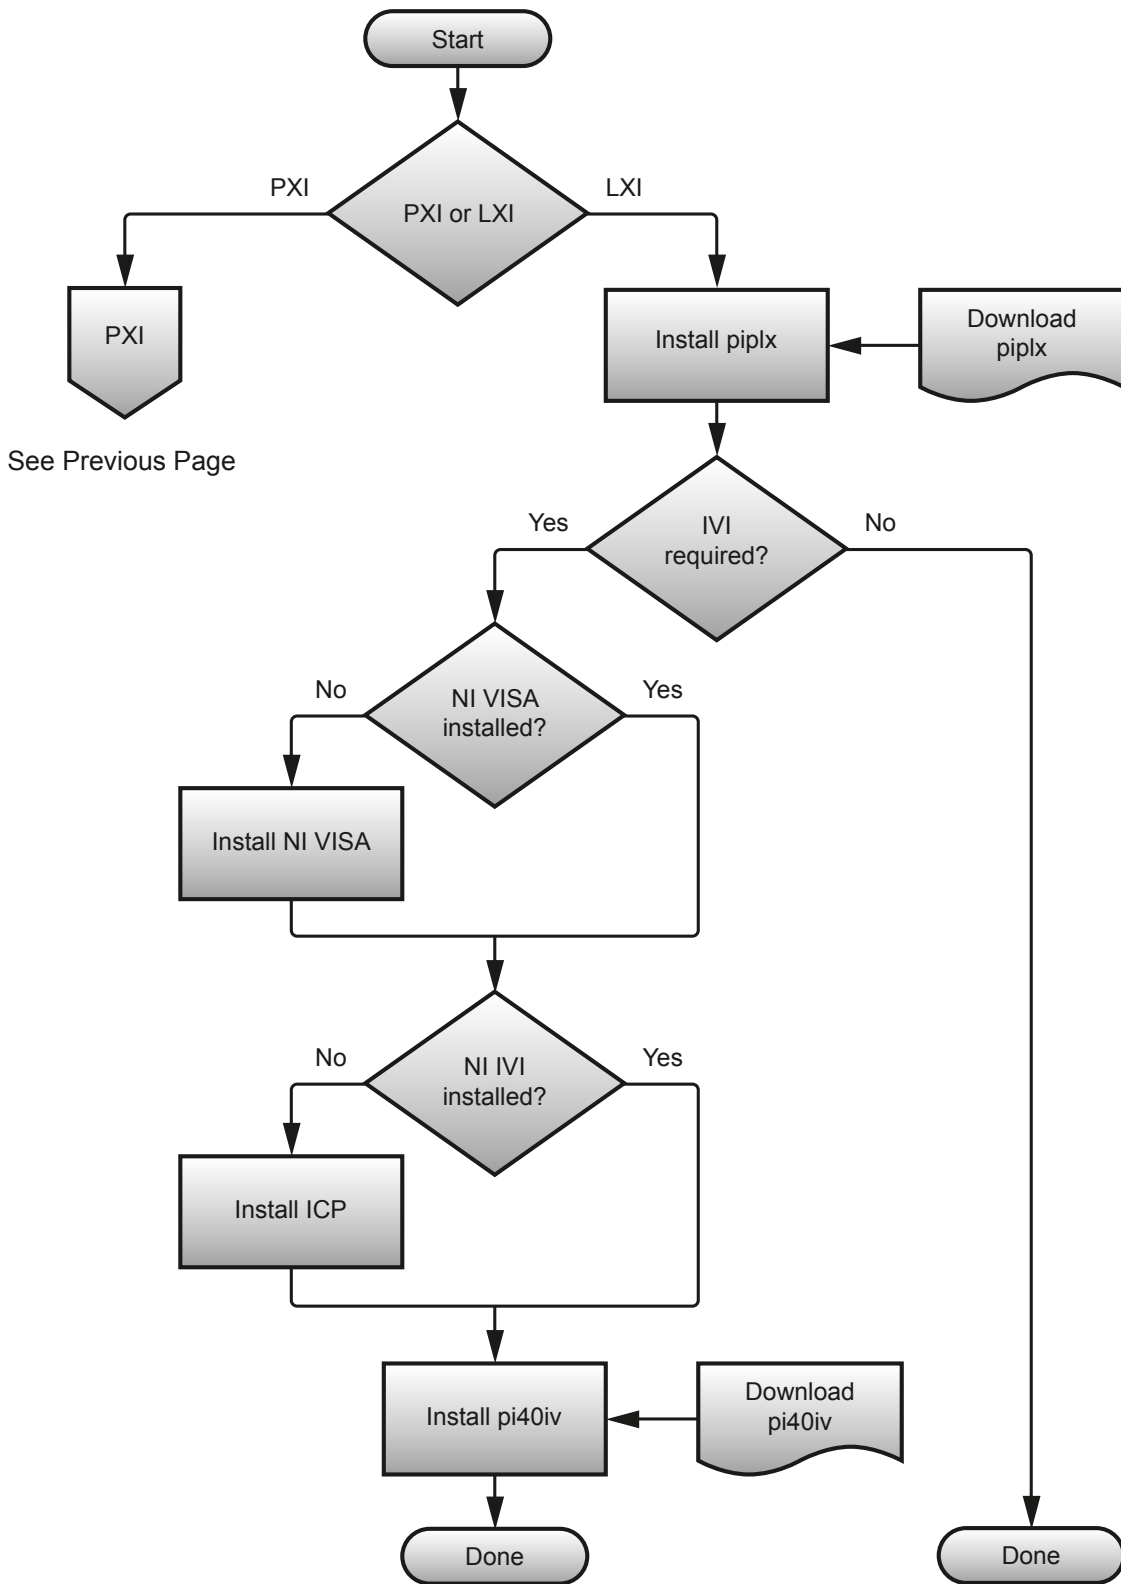 Start
PXI
LXI
PXI or LXI
PXI
See Previous Page
Install piplx
Download
piplx
Yes
IVI
required?
No
No
NI VISA
installed?
Yes
Install NI VISA
No
NI IVI
installed?
Yes
Install ICP
Install pi40iv
Download
pi40iv
Done
Done